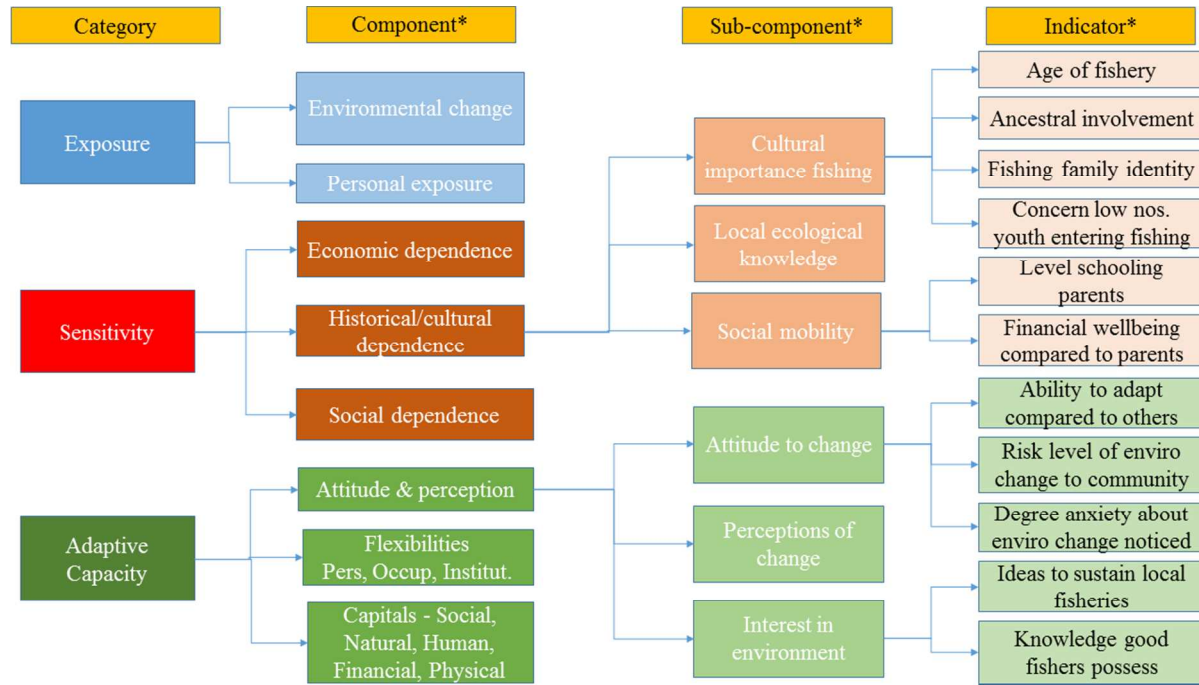 Category
Component*
Sub-component*
Indicator*
Exposure
Environmental change
Personal exposure
Sensitivity
Economic dependence
Historical/cultural
dependence
Social dependence
Adaptive
Capacity
Attitude & perception
Flexibilities
Pers, Occup, Institut.
Capitals - Social,
Natural, Human,
Financial, Physical
Cultural
importance fishing
Local ecological
knowledge
Social mobility
Attitude to change
Perceptions of
change
Interest in
environment
Age of fishery
Ancestral involvement
Fishing family identity
Concern low nos.
youth entering fishing
Level schooling
parents
Financial wellbeing
compared to parents
Ability to adapt
compared to others
Risk level of enviro
change to community
Degree anxiety about
enviro change noticed
Ideas to sustain local
fisheries
Knowledge good
fishers possess